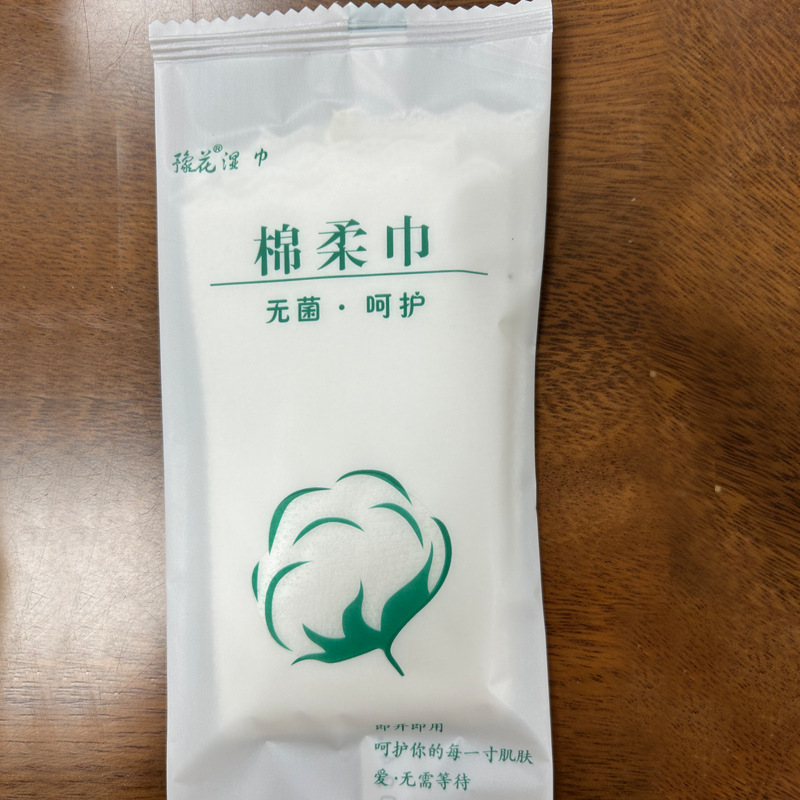 豫花®湿巾
棉柔巾
无菌·呵护
即开即用
呵护你的每一寸肌肤
爱·无需等待